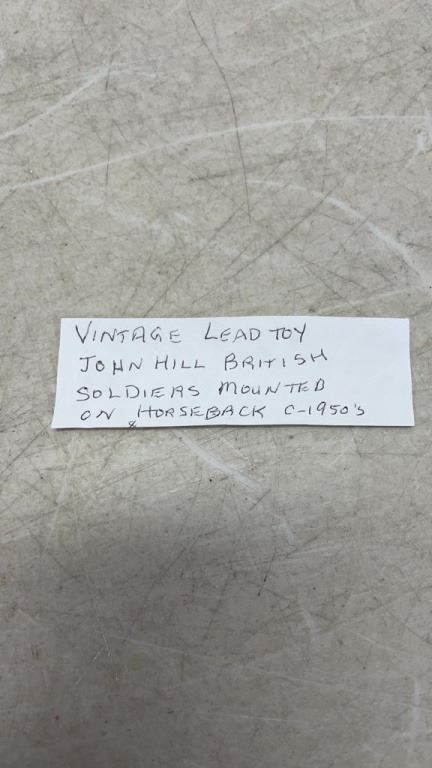 VINTAGE LEAD TOY
JOHN HILL BRITISH
SOLDIERS MOUNTED
ON HORSEBACK C-1950's